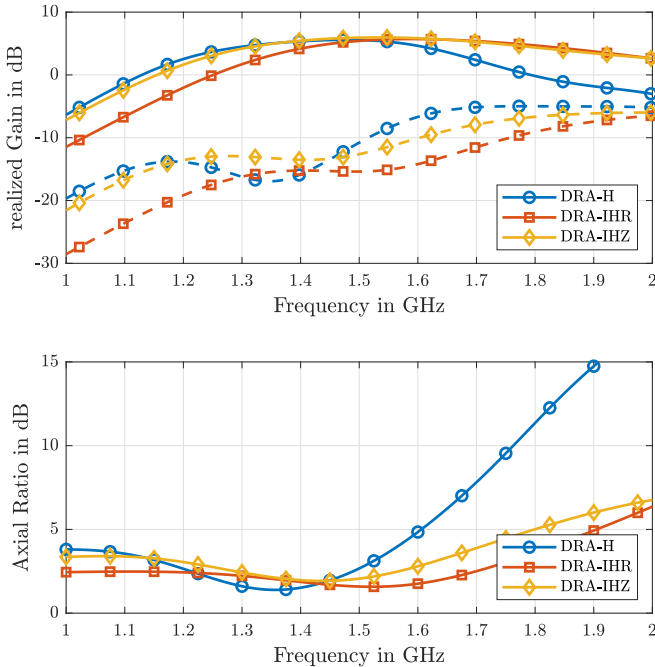 10
0
-10
-20
-30
realized Gain in dB
DRA-H
DRA-IHR
DRA-IHZ
1 1.1 1.2 1.3 1.4 1.5 1.6 1.7 1.8 1.9 2
Frequency in GHz
15
10
5
0
Axial Ratio in dB
DRA-H
DRA-IHR
DRA-IHZ
1 1.1 1.2 1.3 1.4 1.5 1.6 1.7 1.8 1.9 2
Frequency in GHz